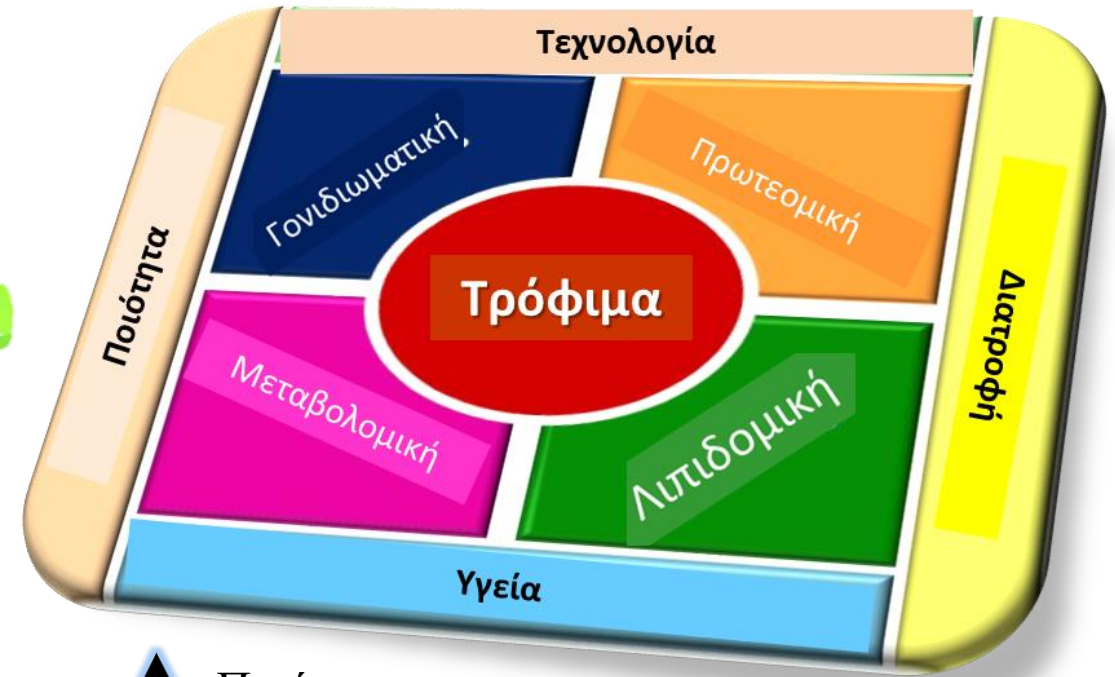 Τεχνολογία
Γονιδιωματική
Πρωτεομική
Ποιότητα
Τρόφιμα
Διατροφή
Μεταβολομική
Λιπιδομική
Υγεία